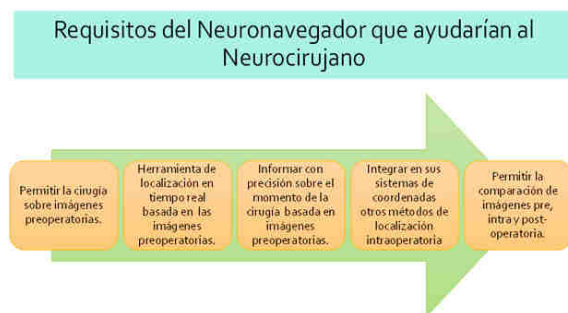 Requisitos del Neuronavegador que ayudarían al
Neurocirujano
Permitir la cirugía
sobre imágenes
preoperatorias.
Herramienta de
localización en
tiempo real
basada en las
imágenes
preoperatorias.
Informar con
precisión sobre el
momento de la
cirugía basada en
imágenes
preoperatorias.
Integrar en sus
sistemas de
coordenadas
otros métodos de
localización
intraoperatoria
Permitir la
comparación de
imágenes pre,
intra y post-
operatoria.